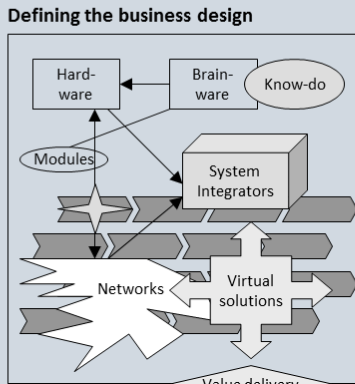 Defining the business design
Hard-
ware
Brain-
ware
Know-do
Modules
System
Integrators
Networks
Virtual
solutions
Value delivery